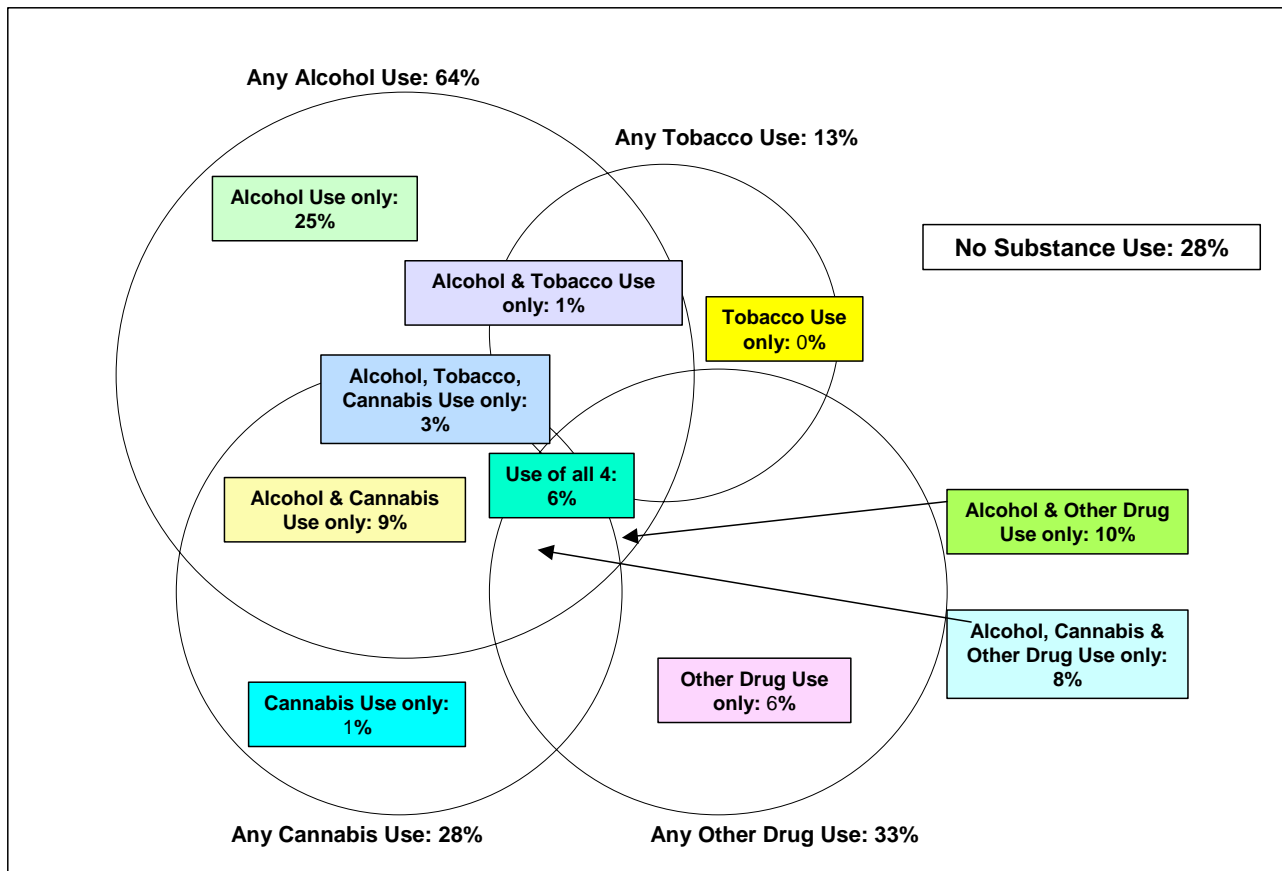 Any Alcohol Use: 64%
Any Tobacco Use: 13%
Alcohol Use only:
25%
No Substance Use: 28%
Alcohol & Tobacco Use
only: 1%
Tobacco Use
only: 0%
Alcohol, Tobacco,
Cannabis Use only:
3%
Use of all 4:
6%
Alcohol & Cannabis
Use only: 9%
Alcohol & Other Drug
Use only: 10%
Alcohol, Cannabis &
Other Drug Use only:
8%
Cannabis Use only:
1%
Other Drug Use
only: 6%
Any Cannabis Use: 28%
Any Other Drug Use: 33%